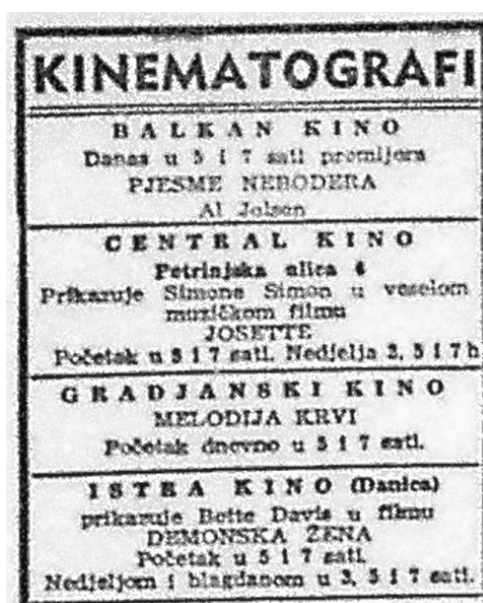 KINEMATOGRAFI
BALKAN KINO
Danas u 5 i 7 sati premijera
PJESME NEBODERA
Al Jolson
CENTRAL KINO
Petrinjska ulica 4
Prikazuje Simone Simon u veselom
muzičkom filmu
JOSETTE
Početak u 5 i 7 sati. Nedjelja 3, 5 i 7 h
GRADJANSKI KINO
MELODIJA KRVI
Početak dnevno u 5 i 7 sati.
ISTRA KINO (Danica)
prikazuje Bette Davis u filmu
DEMONSKA ŽENA
Početak u 5 i 7 sati.
Nedjeljom i blagdanom u 3, 5 i 7 sati.